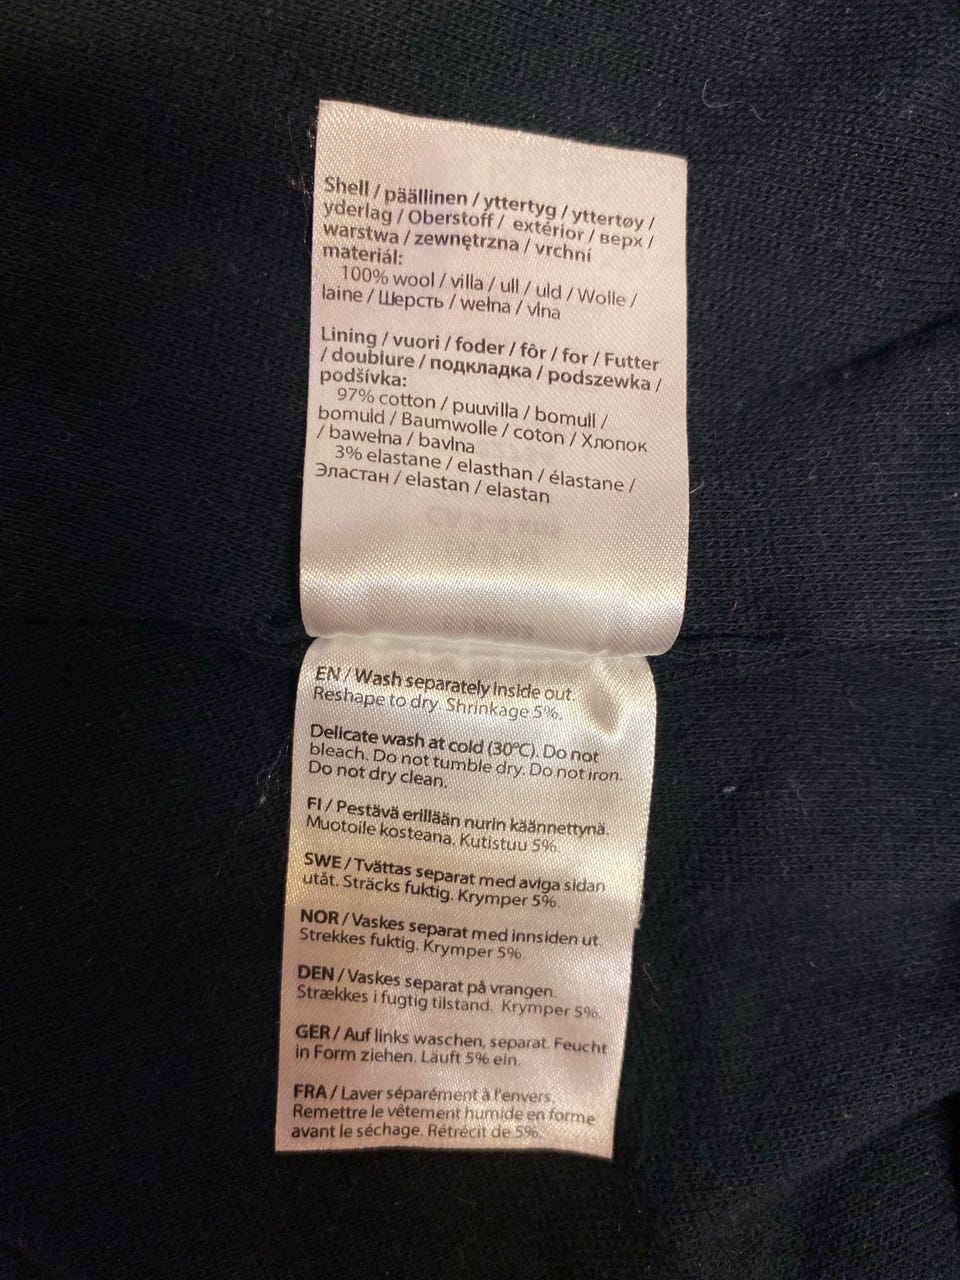 Shell / päällinen / yttertyg / yttertøy /
yderlag / Oberstoff / extérior / верх /
warstwa / zewnętrzna / vrchní
materiál:
100% wool / villa / ull / uld / Wolle /
laine / Шерсть / wełna / vlna
Lining / vuori / foder / fôr / for / Futter
/ doublure / подкладка / podszewka /
podšívka:
97% cotton / puuvilla / bomull /
bomuld / Baumwolle / coton / Хлопок
/ bawełna / bavlna
3% elastane / elasthan / élastane /
Эластан / elastan / elastan
EN / Wash separately inside out.
Reshape to dry. Shrinkage 5%.
Delicate wash at cold (30°C). Do not
bleach. Do not tumble dry. Do not iron.
Do not dry clean.
FI / Pestävä erillään nurin käännettynä.
Muotoile kosteana. Kutistuu 5%.
SWE / Tvättas separat med aviga sidan
utåt. Sträcks fuktig. Krymper 5%.
NOR / Vaskes separat med innsiden ut.
Strekkes fuktig. Krymper 5%.
DEN / Vaskes separat på vrangen.
Strækkes i fugtig tilstand. Krymper 5%.
GER / Auf links waschen, separat. Feucht
in Form ziehen. Läuft 5% ein.
FRA / Laver séparément à l'envers.
Remettre le vêtement humide en forme
avant le séchage. Rétrécit de 5%.